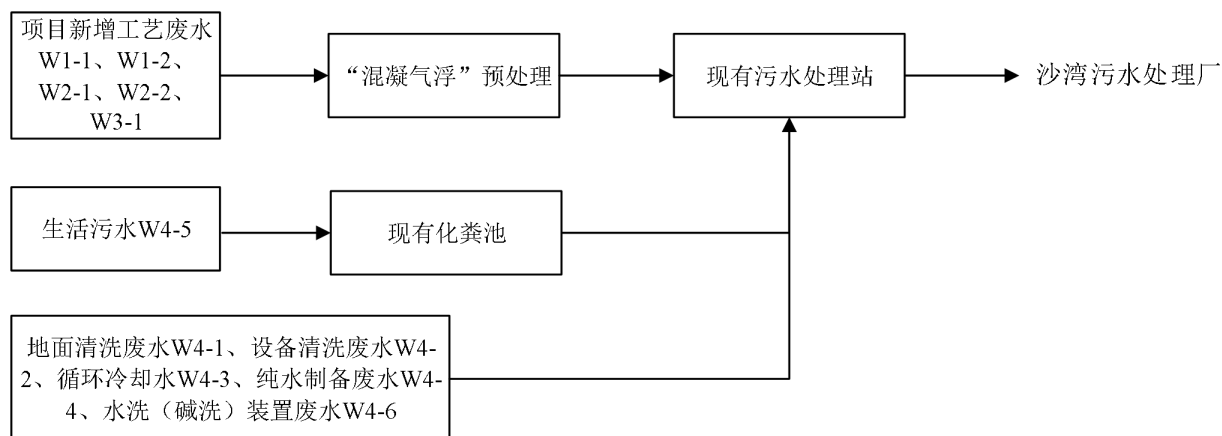 项目新增工艺废水
W1-1、W1-2、
W2-1、W2-2、
W3-1
“混凝气浮”预处理
现有污水处理站
沙湾污水处理厂
生活污水W4-5
现有化粪池
地面清洗废水W4-1、设备清洗废水W4-
2、循环冷却水W4-3、纯水制备废水W4-
4、水洗（碱洗）装置废水W4-6